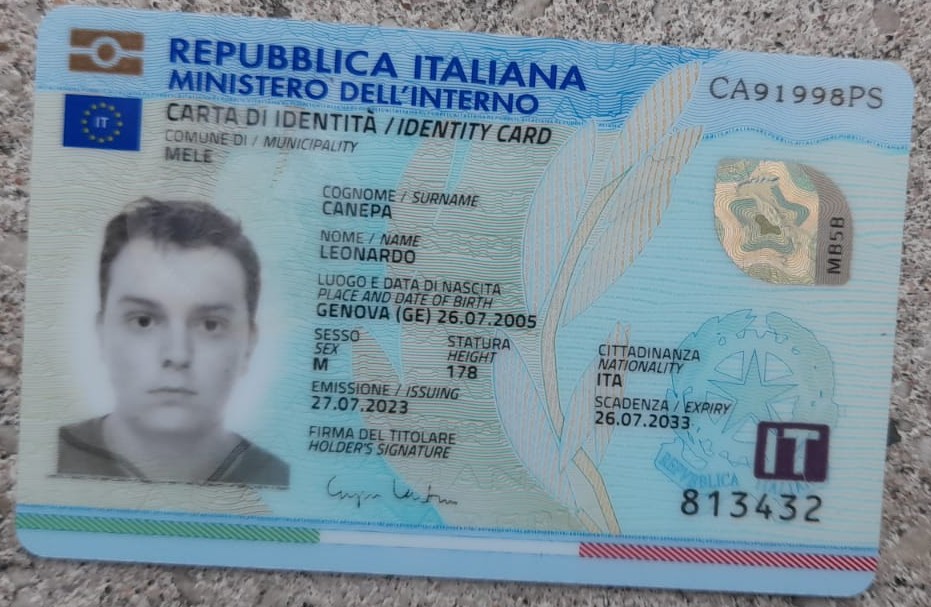 REPUBBLICA ITALIANA
MINISTERO DELL'INTERNO
CA91998PS
IT
CARTA DI IDENTITÀ / IDENTITY CARD
COMUNE DI / MUNICIPALITY
MELE
COGNOME / SURNAME
CANEPA
NOME / NAME
LEONARDO
LUOGO E DATA DI NASCITA
PLACE AND DATE OF BIRTH
GENOVA (GE) 26.07.2005
SESSO
SEX
M
STATURA
HEIGHT
178
CITTADINANZA
NATIONALITY
ITA
EMISSIONE / ISSUING
27.07.2023
SCADENZA / EXPIRY
26.07.2033
FIRMA DEL TITOLARE
HOLDER'S SIGNATURE
IT
REPUBBLICA ITALIANA
813432